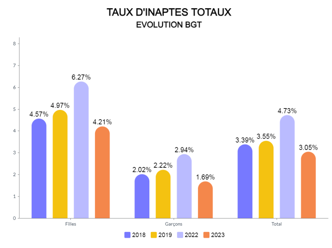 TAUX D'INAPTES TOTAUX
EVOLUTION BGT
8
7
6
5
4
3
2
1
0
4.57% 4.97% 6.27% 4.21%
2.02% 2.22% 2.94% 1.69%
3.39% 3.55% 4.73% 3.05%
Filles Garçons Total
2018 2019 2022 2023